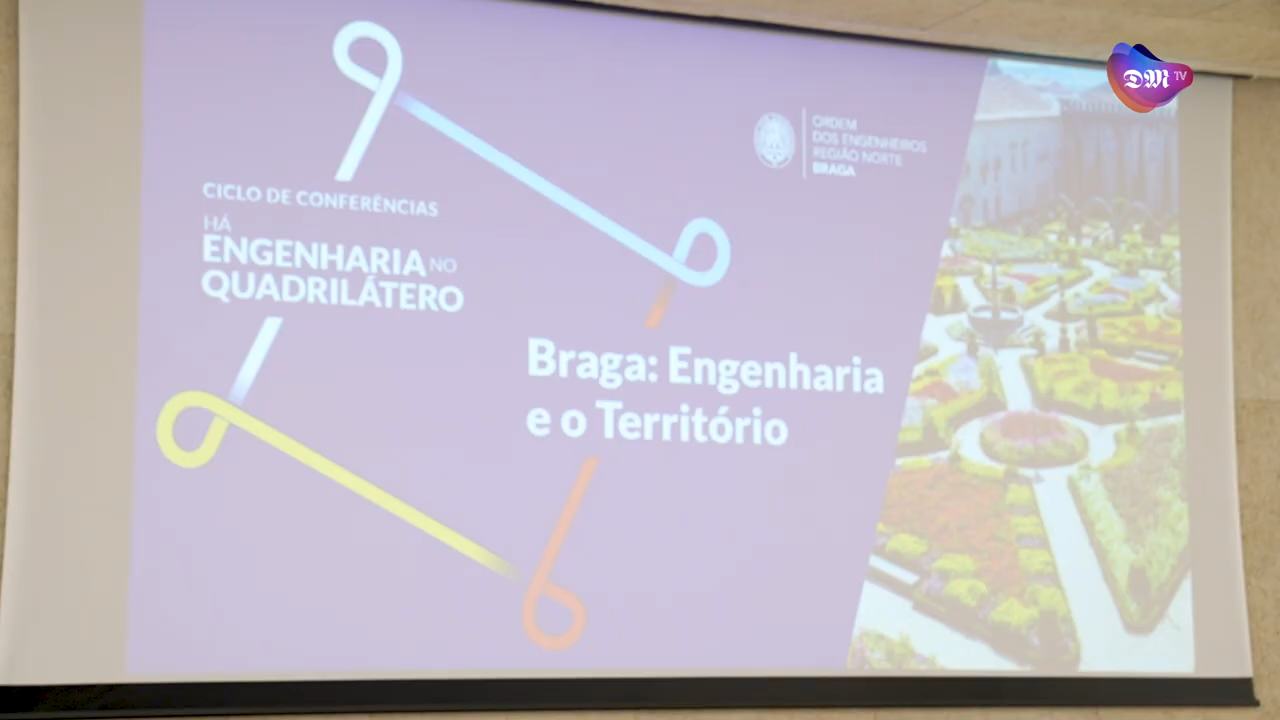 DM TV
ORDEM
DOS ENGENHEIROS
REGIÃO NORTE
BRAGA
CICLO DE CONFERÊNCIAS
HÁ
ENGENHARIA NO
QUADRILÁTERO
Braga: Engenharia
e o Território